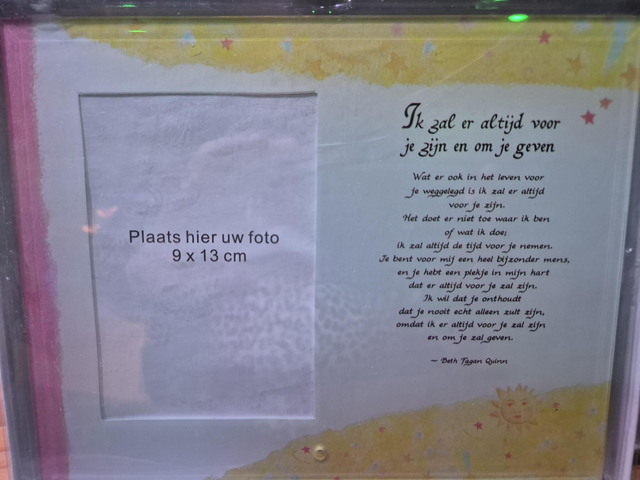 Plaats hier uw foto
9 x 13 cm
Ik zal er altijd voor
je zijn en om je geven
Wat er ook in het leven voor
je weggelegd is ik zal er altijd
voor je zijn.
Het doet er niet toe waar ik ben
of wat ik doe;
ik zal altijd de tijd voor je nemen.
Je bent voor mij een heel bijzonder mens,
en je hebt een plekje in mijn hart
dat er altijd voor je zal zijn.
Ik wil dat je onthoudt
dat je nooit echt alleen zult zijn,
omdat ik er altijd voor je zal zijn
en om je zal geven.
— Beth Fagan Quinn